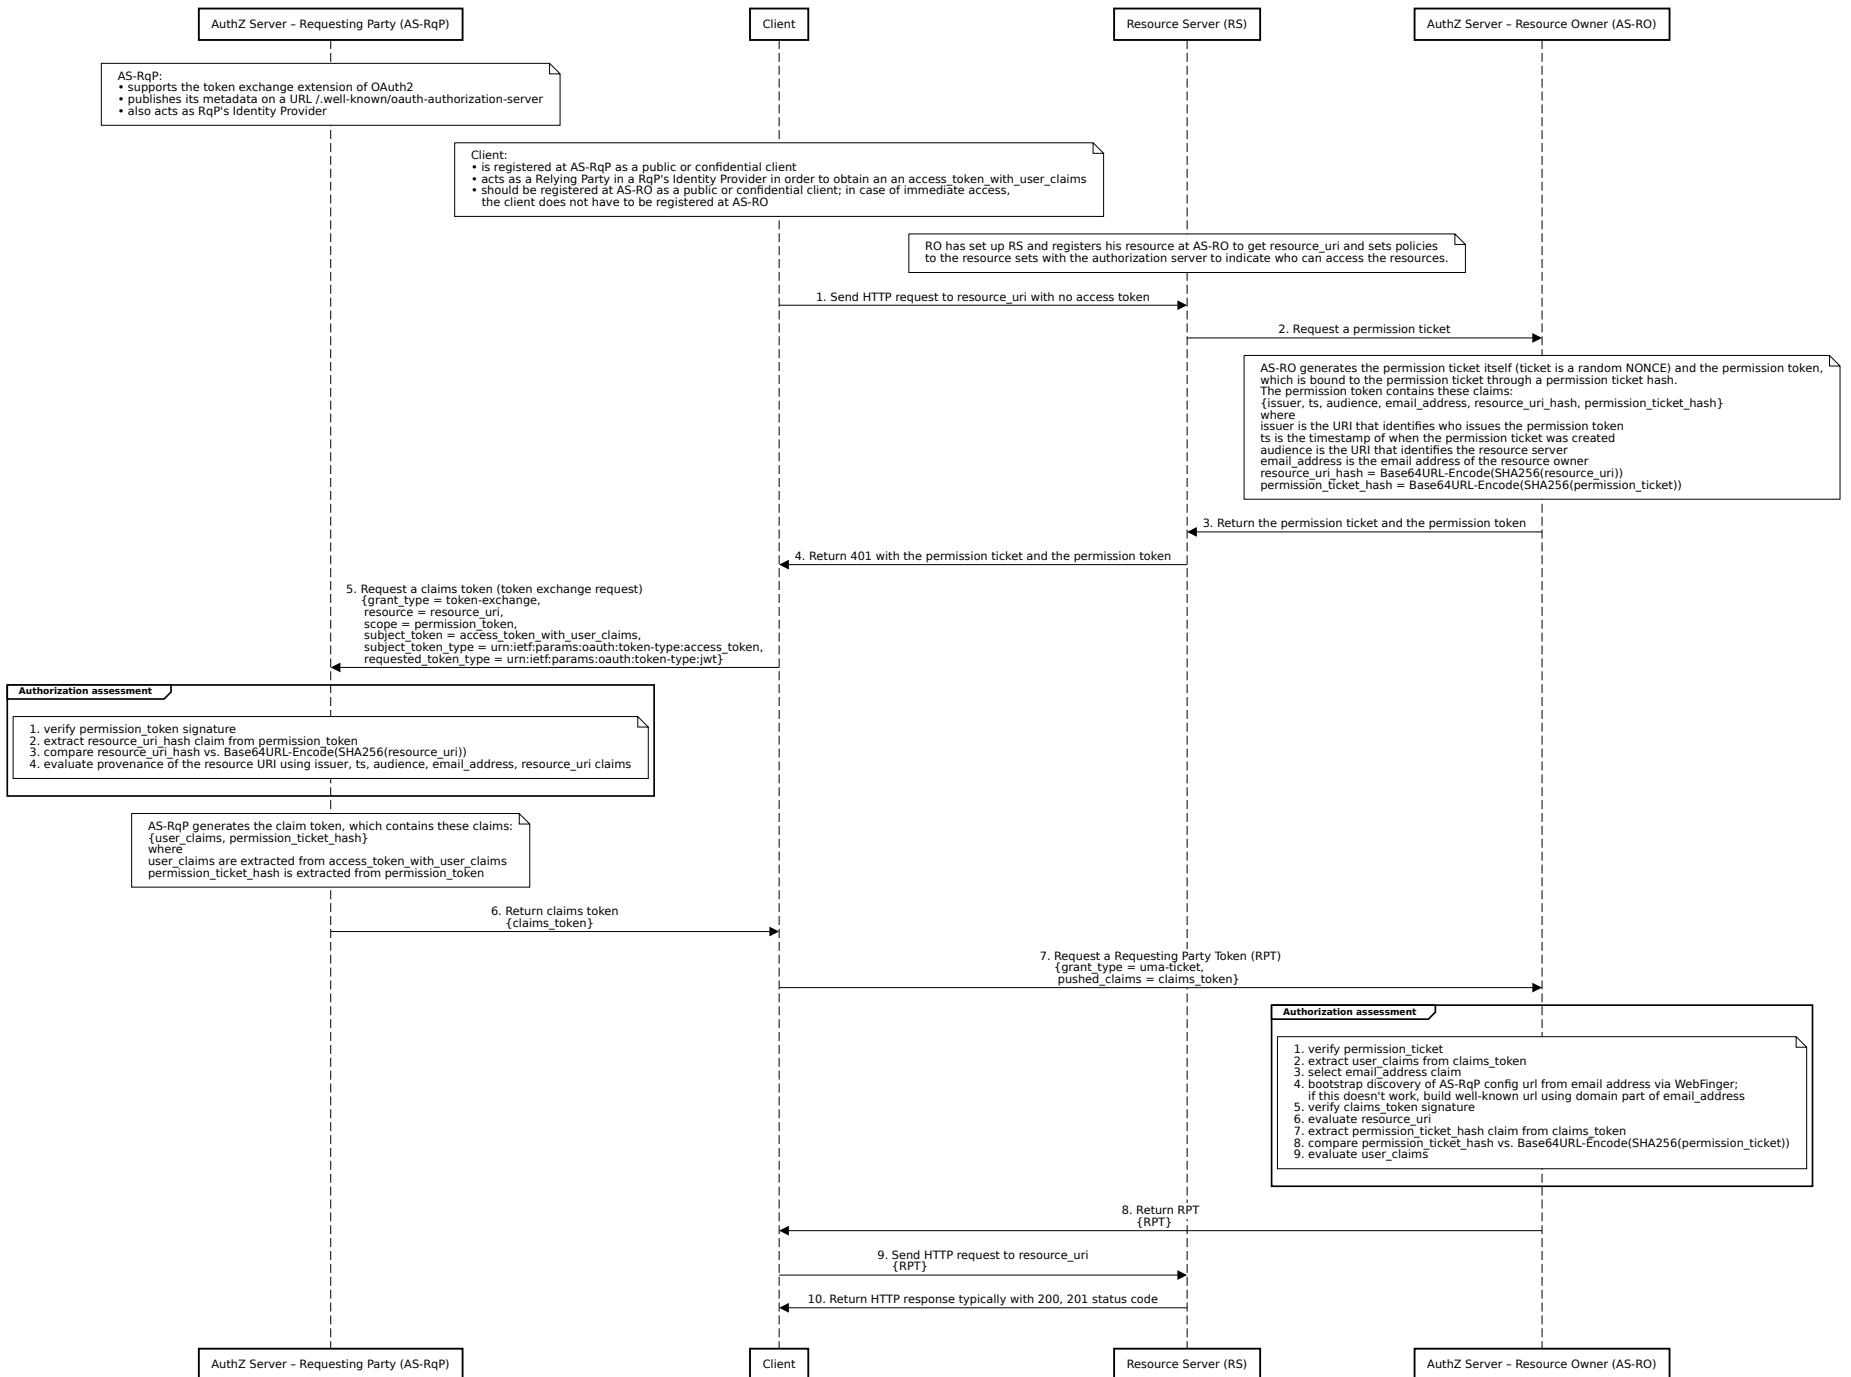 AuthZ Server – Requesting Party (AS-RqP)
Client
Resource Server (RS)
AuthZ Server – Resource Owner (AS-RO)
AS-RqP:
• supports the token exchange extension of OAuth2
• publishes its metadata on a URL /.well-known/oauth-authorization-server
• also acts as RqP's Identity Provider
Client:
• is registered at AS-RqP as a public or confidential client
• acts as a Relying Party in a RqP's Identity Provider in order to obtain an an access_token_with_user_claims
• should be registered at AS-RO as a public or confidential client; in case of immediate access,
the client does not have to be registered at AS-RO
RO has set up RS and registers his resource at AS-RO to get resource_uri and sets policies
to the resource sets with the authorization server to indicate who can access the resources.
1. Send HTTP request to resource_uri with no access token
2. Request a permission ticket
AS-RO generates the permission ticket itself (ticket is a random NONCE) and the permission token,
which is bound to the permission ticket through a permission ticket hash.
The permission token contains these claims:
{issuer, ts, audience, email_address, resource_uri_hash, permission_ticket_hash}
where
issuer is the URI that identifies who issues the permission token
ts is the timestamp of when the permission ticket was created
audience is the URI that identifies the resource server
email_address is the email address of the resource owner
resource_uri_hash = Base64URL-Encode(SHA256(resource_uri))
permission_ticket_hash = Base64URL-Encode(SHA256(permission_ticket))
3. Return the permission ticket and the permission token
4. Return 401 with the permission ticket and the permission token
5. Request a claims token (token exchange request)
{grant_type = token-exchange,
resource = resource_uri,
scope = permission_token,
subject_token = access_token_with_user_claims,
subject_token_type = urn:ietf:params:oauth:token-type:access_token,
requested_token_type = urn:ietf:params:oauth:token-type:jwt}
Authorization assessment
1. verify permission_token signature
2. extract resource_uri_hash claim from permission_token
3. compare resource_uri_hash vs. Base64URL-Encode(SHA256(resource_uri))
4. evaluate provenance of the resource URI using issuer, ts, audience, email_address, resource_uri claims
AS-RqP generates the claim token, which contains these claims:
{user_claims, permission_ticket_hash}
where
user_claims are extracted from access_token_with_user_claims
permission_ticket_hash is extracted from permission_token
6. Return claims token
{claims_token}
7. Request a Requesting Party Token (RPT)
{grant_type = uma-ticket,
pushed_claims = claims_token}
Authorization assessment
1. verify permission_ticket
2. extract user_claims from claims_token
3. select email_address claim
4. bootstrap discovery of AS-RqP config url from email address via WebFinger;
if this doesn't work, build well-known url using domain part of email_address
5. verify claims_token signature
6. evaluate resource_uri
7. extract permission_ticket_hash claim from claims_token
8. compare permission_ticket_hash vs. Base64URL-Encode(SHA256(permission_ticket))
9. evaluate user_claims
8. Return RPT
{RPT}
9. Send HTTP request to resource_uri
{RPT}
10. Return HTTP response typically with 200, 201 status code
AuthZ Server – Requesting Party (AS-RqP)
Client
Resource Server (RS)
AuthZ Server – Resource Owner (AS-RO)